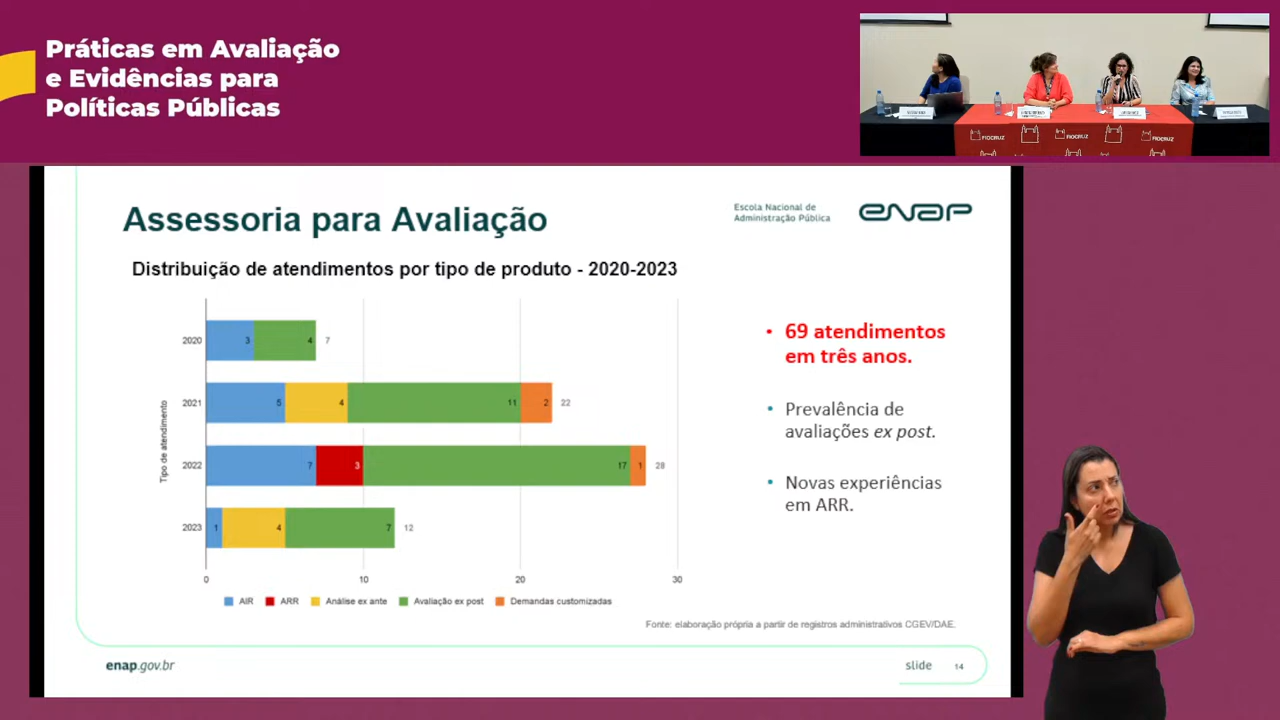 Práticas em Avaliação
e Evidências para
Políticas Públicas
FIOCRUZ
FIOCRUZ
FIOCRUZ
Assessoria para Avaliação
Escola Nacional de
Administração Pública
enap
Distribuição de atendimentos por tipo de produto - 2020-2023
Tipo de atendimento
2020 3 4 7
2021 5 4 11 2 22
2022 7 3 17 1 28
2023 1 4 7 12
0 10 20 30
AIR ARR Análise ex ante Avaliação ex post Demandas customizadas
• 69 atendimentos
em três anos.
• Prevalência de
avaliações ex post.
• Novas experiências
em ARR.
Fonte: elaboração própria a partir de registros administrativos CGEV/DAE.
enap.gov.br
slide 14